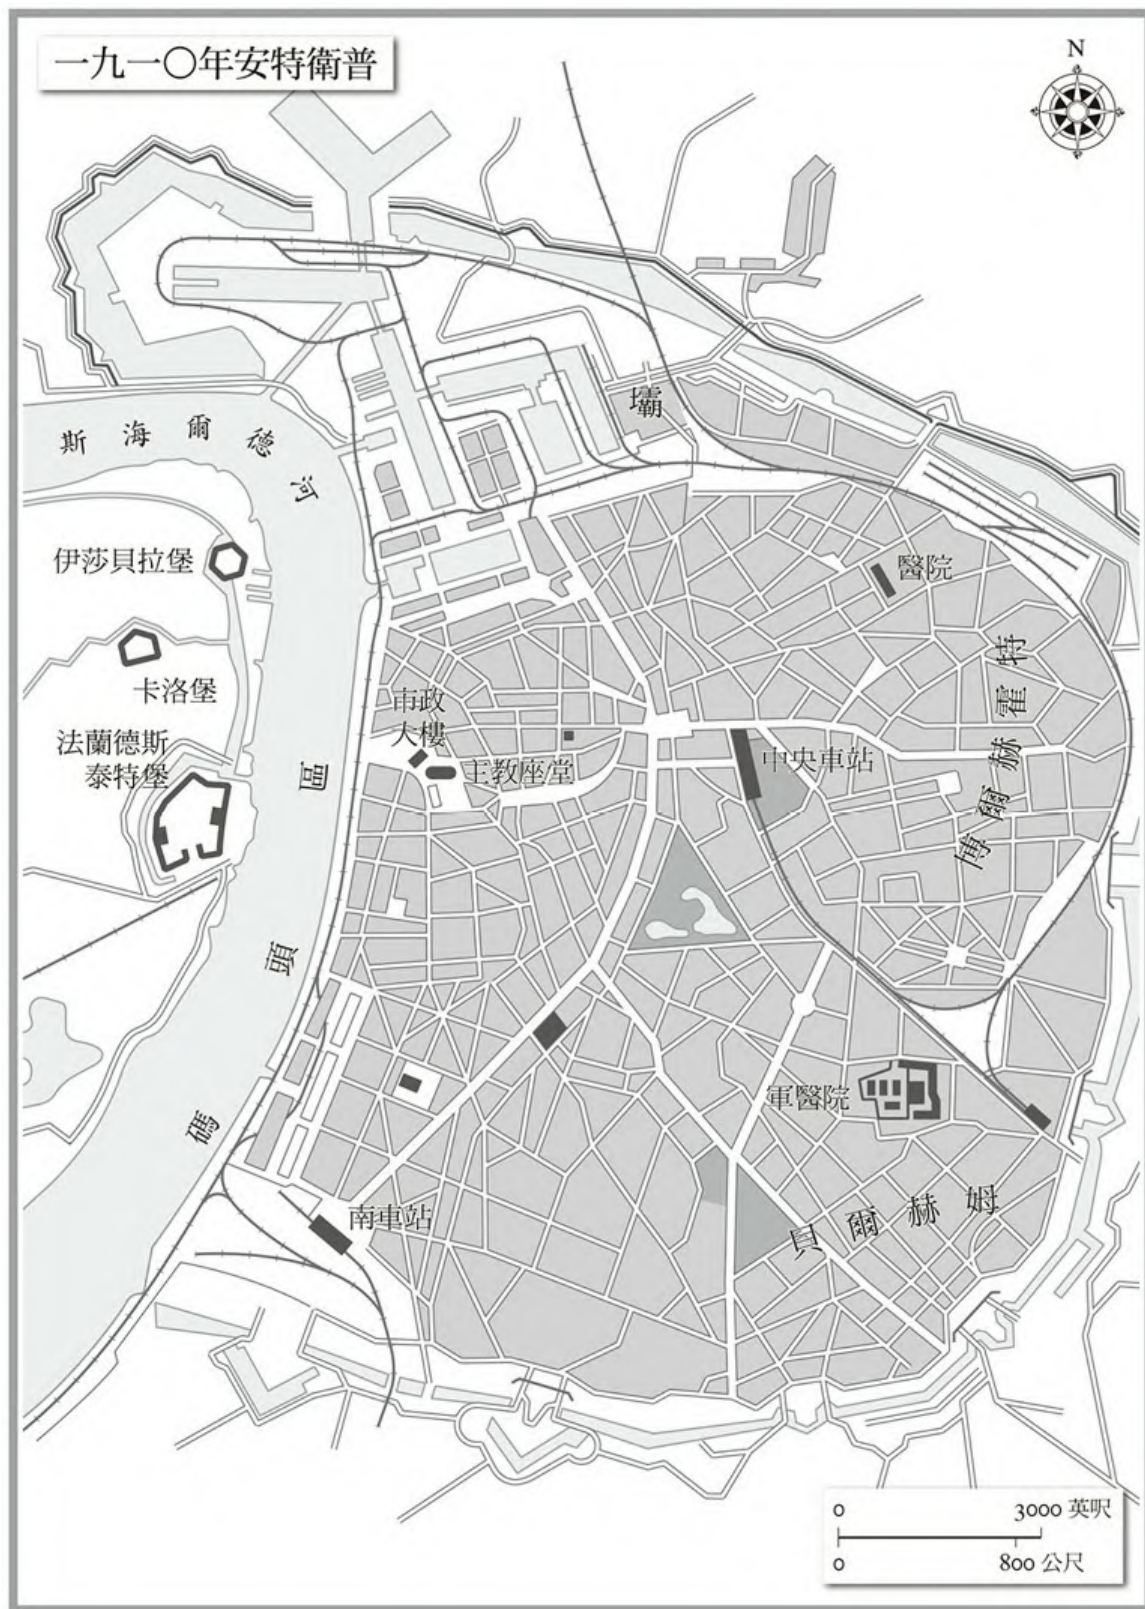 一九一〇年安特衛普
N
壩
斯海爾德河
伊莎貝拉堡
醫院
卡洛堡
法蘭德斯
泰特堡
市政
大樓
主教座堂
中央車站
博爾赫霍特
碼頭區
軍醫院
南車站
貝爾赫姆
0 3000 英呎
0 800 公尺